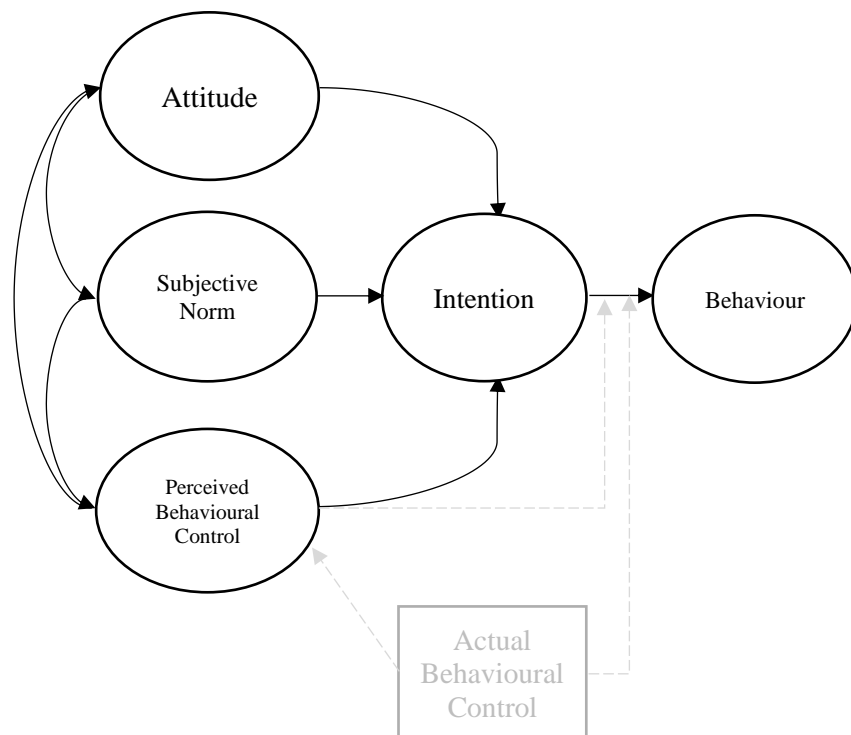 Attitude
Subjective
Norm
Intention
Behaviour
Perceived
Behavioural
Control
Actual
Behavioural
Control